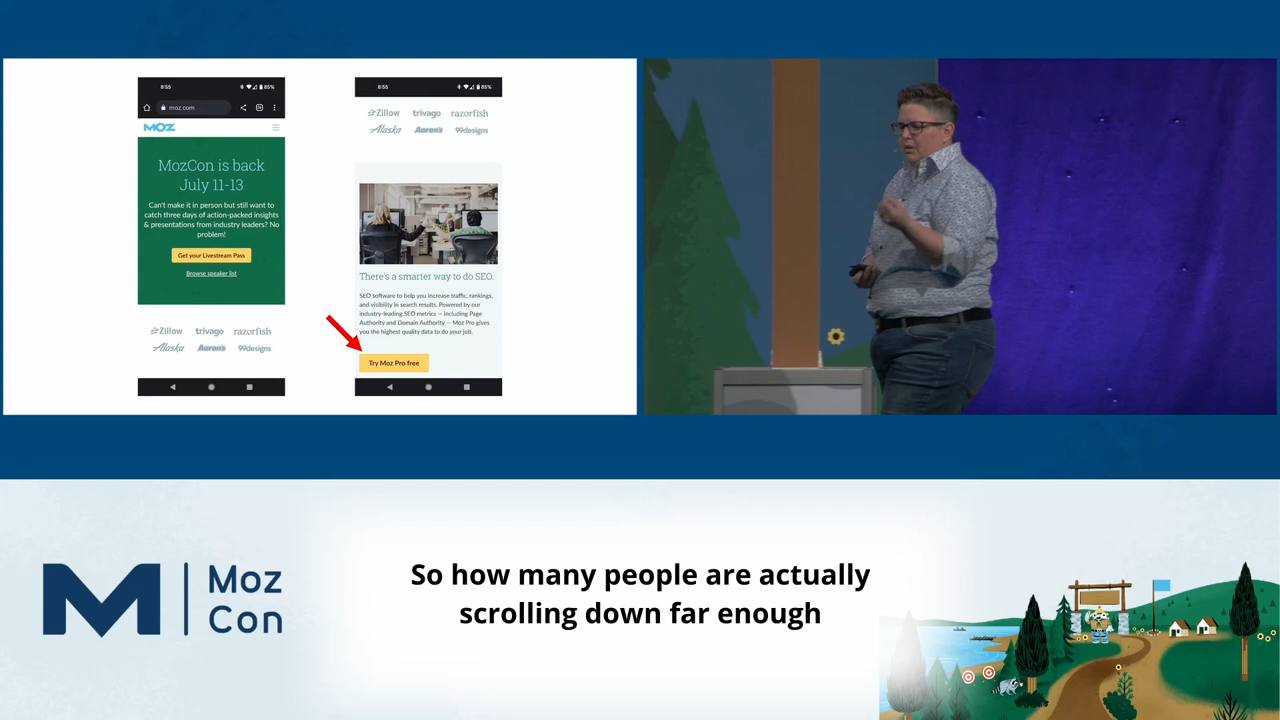 8:55
85%
moz.com
MOZ
MozCon is back
July 11-13
Can't make it in person but still want to
catch three days of action-packed insights
& presentations from industry leaders? No
problem!
Get your Livestream Pass
Browse speaker list
Zillow trivago razorfish
Alaska Aaron's 99designs
8:55
85%
Zillow trivago razorfish
Alaska Aaron's 99designs
There's a smarter way to do SEO.
SEO software to help you increase traffic, rankings,
and visibility in search results. Powered by our
industry-leading SEO metrics — including Page
Authority and Domain Authority — Moz Pro gives
you the highest quality data to do your job.
Try Moz Pro free
M Moz
Con
So how many people are actually
scrolling down far enough